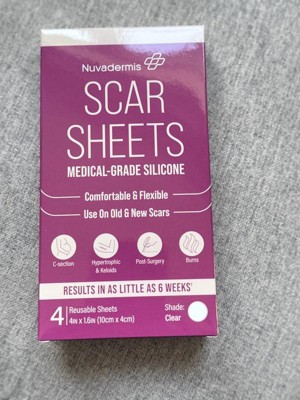 Nuvadermis
SCAR
SHEETS
MEDICAL-GRADE SILICONE
Comfortable & Flexible
Use On Old & New Scars
C-section
Hypertrophic
& Keloids
Post-Surgery
Burns
RESULTS IN AS LITTLE AS 6 WEEKS†
4 Reusable Sheets
4IN x 1.6IN (10cm x 4cm)
Shade:
Clear